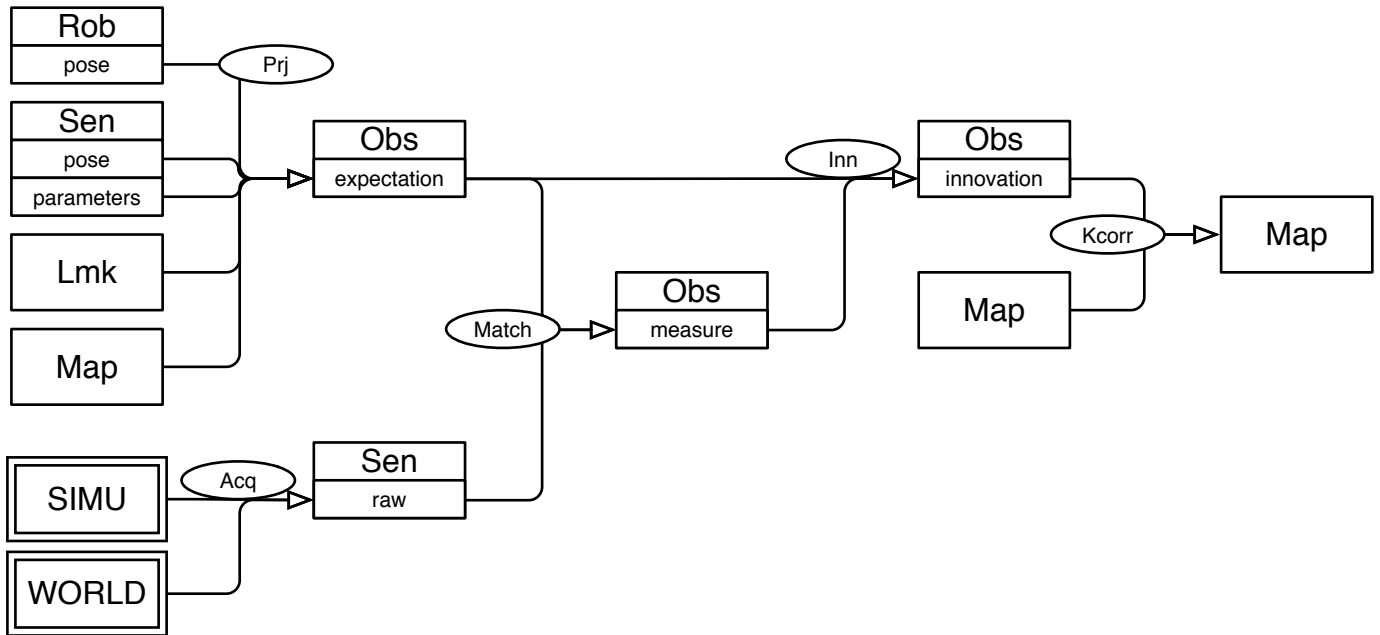 Rob
pose
Prj
Sen
pose
parameters
Lmk
Map
SIMU
WORLD
Acq
Obs
expectation
Sen
raw
Match
Obs
measure
Inn
Obs
innovation
Map
Kcorr
Map